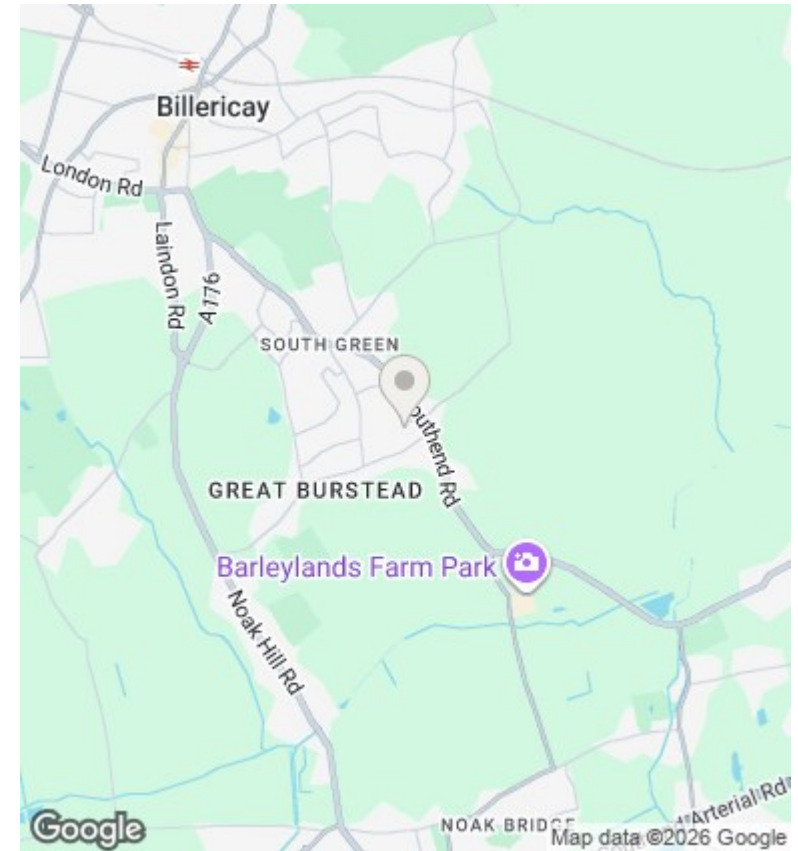 Billericay
London Rd
Laindon Rd
A176
SOUTH GREEN
outhend Rd
GREAT BURSTEAD
Barleylands Farm Park
Noak Hill Rd
NOAK BRIDGE
Arterial Rd
Google
Map data ©2026 Google